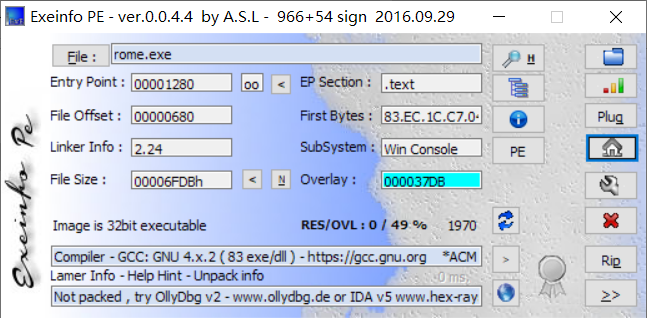 Exeinfo PE - ver.0.0.4.4 by A.S.L - 966+54 sign 2016.09.29
File : rome.exe H
Entry Point : 00001280 oo < EP Section : .text
File Offset : 00000680 First Bytes : 83.EC.1C.C7.0 Plug
Linker Info : 2.24 SubSystem : Win Console PE
File Size : 00006FDBh < N Overlay : 000037DB
Image is 32bit executable RES/OVL : 0 / 49 % 1970
Compiler - GCC: GNU 4.x.2 ( 83 exe/dll ) - https://gcc.gnu.org *ACM > Rip
Lamer Info - Help Hint - Unpack info 0 ms.
Not packed , try OllyDbg v2 - www.ollydbg.de or IDA v5 www.hex-ray >>
Exeinfo Pe